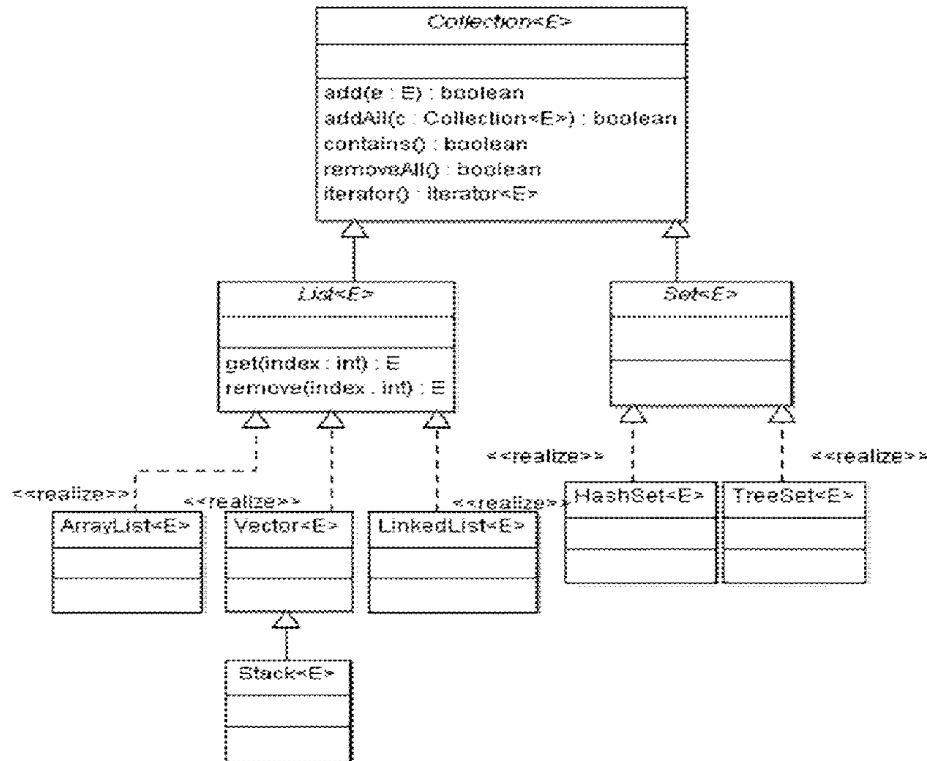 Collection<E>
add(e : E) : boolean
addAll(c : Collection<E>) : boolean
contains() : boolean
removeAll() : boolean
iterator() : Iterator<E>
List<E>
get(index : int) : E
remove(index : int) : E
Set<E>
<<realize>>
<<realize>>
<<realize>>
<<realize>>
<<realize>>
ArrayList<E>
Vector<E>
LinkedList<E>
HashSet<E>
TreeSet<E>
Stack<E>